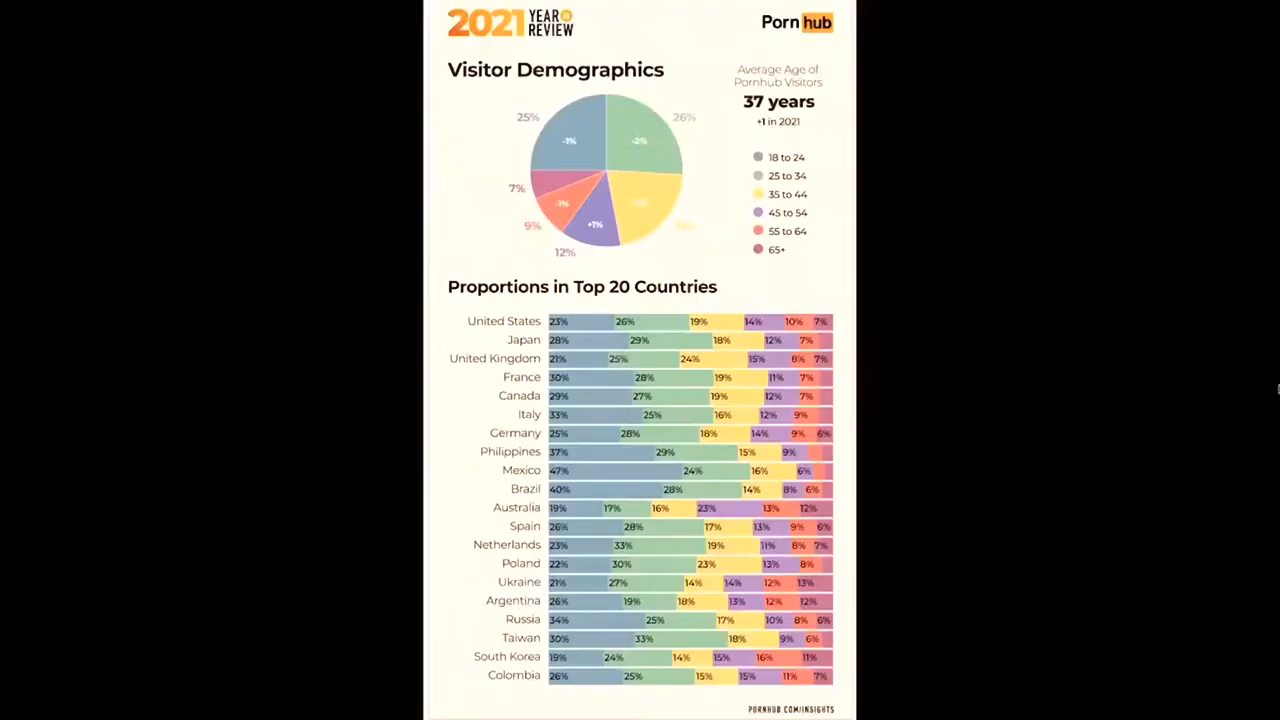 2021 YEAR IN REVIEW
Porn hub
Visitor Demographics
Average Age of
Pornhub Visitors
37 years
+1 in 2021
25%
26%
-1%
-2%
7%
-1%
+1%
9%
12%
18 to 24
25 to 34
35 to 44
45 to 54
55 to 64
65+
Proportions in Top 20 Countries
United States 23% 26% 19% 14% 10% 7%
Japan 28% 29% 18% 12% 7%
United Kingdom 21% 25% 24% 15% 8% 7%
France 30% 28% 19% 11% 7%
Canada 29% 27% 19% 12% 7%
Italy 33% 25% 16% 12% 9%
Germany 25% 28% 18% 14% 9% 6%
Philippines 37% 29% 15% 9%
Mexico 47% 24% 16% 6%
Brazil 40% 28% 14% 8% 6%
Australia 19% 17% 16% 23% 13% 12%
Spain 26% 28% 17% 13% 9% 6%
Netherlands 23% 33% 19% 11% 8% 7%
Poland 22% 30% 23% 13% 8%
Ukraine 21% 27% 14% 14% 12% 13%
Argentina 26% 19% 18% 13% 12% 12%
Russia 34% 25% 17% 10% 8% 6%
Taiwan 30% 33% 18% 9% 6%
South Korea 19% 24% 14% 15% 16% 11%
Colombia 26% 25% 15% 15% 11% 7%
PORNHUB.COM/INSIGHTS